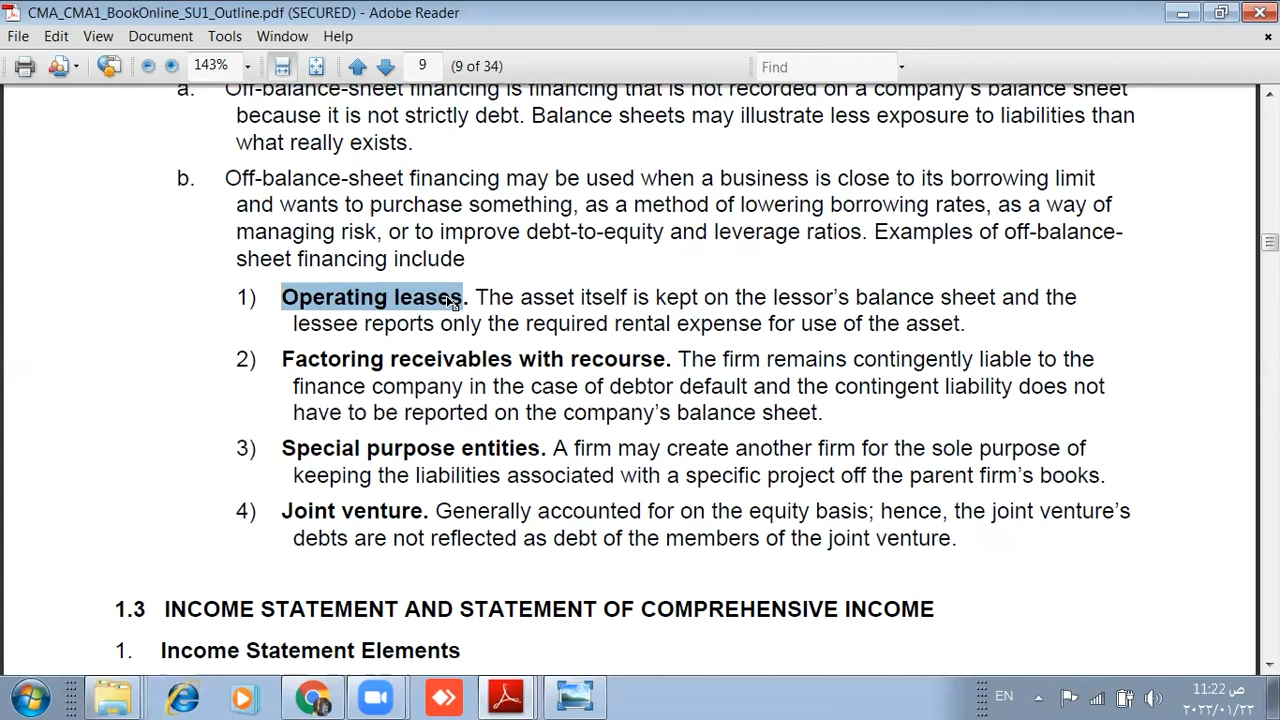 CMA_CMA1_BookOnline_SU1_Outline.pdf (SECURED) - Adobe Reader
File Edit View Document Tools Window Help
143% 9 (9 of 34) Find
a. Off-balance-sheet financing is financing that is not recorded on a company's balance sheet
because it is not strictly debt. Balance sheets may illustrate less exposure to liabilities than
what really exists.
b. Off-balance-sheet financing may be used when a business is close to its borrowing limit
and wants to purchase something, as a method of lowering borrowing rates, as a way of
managing risk, or to improve debt-to-equity and leverage ratios. Examples of off-balance-
sheet financing include
1) Operating leases. The asset itself is kept on the lessor's balance sheet and the
lessee reports only the required rental expense for use of the asset.
2) Factoring receivables with recourse. The firm remains contingently liable to the
finance company in the case of debtor default and the contingent liability does not
have to be reported on the company's balance sheet.
3) Special purpose entities. A firm may create another firm for the sole purpose of
keeping the liabilities associated with a specific project off the parent firm's books.
4) Joint venture. Generally accounted for on the equity basis; hence, the joint venture's
debts are not reflected as debt of the members of the joint venture.
1.3 INCOME STATEMENT AND STATEMENT OF COMPREHENSIVE INCOME
1. Income Statement Elements
EN 11:22 ص
٢٠٢٢/٠١/٢٢